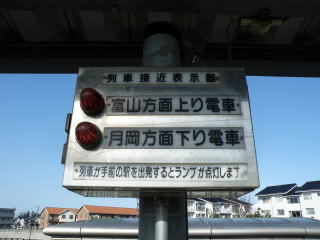 列車接近表示器
富山方面上り電車
月岡方面下り電車
列車が手前の駅を出発するとランプが点灯します